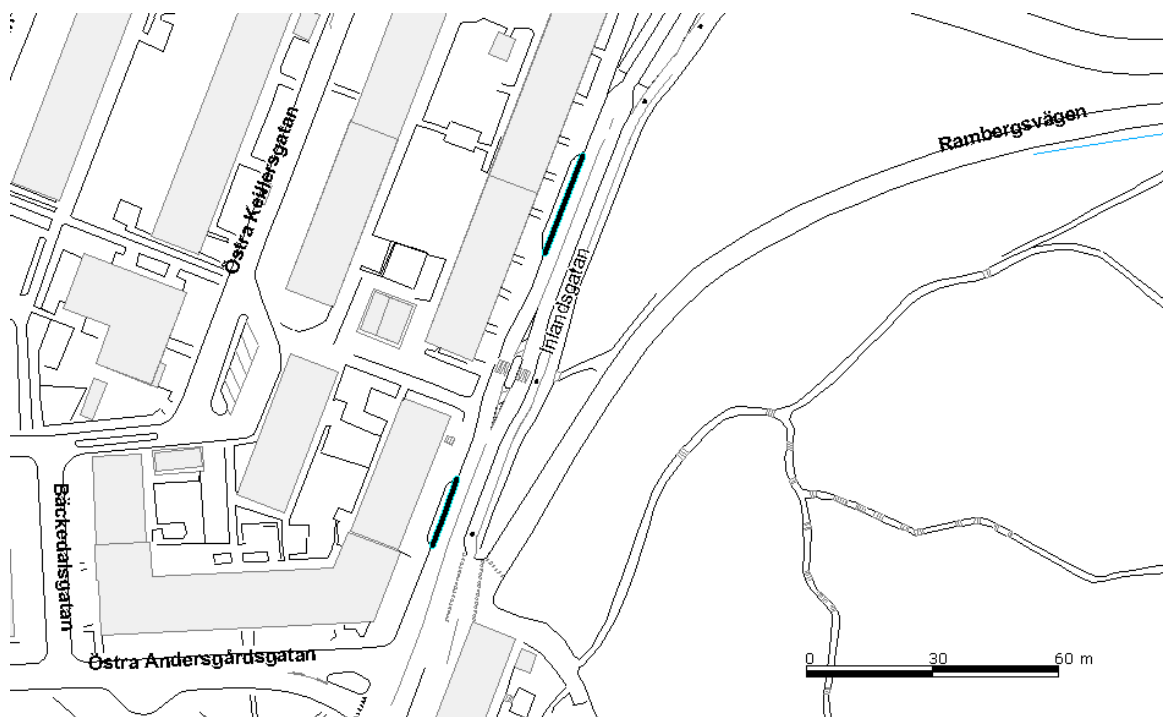 Rambergsvägen
Östra Keillersgatan
Inlandsgatan
Bäckedalsgatan
Östra Andersgårdsgatan
0 30 60 m